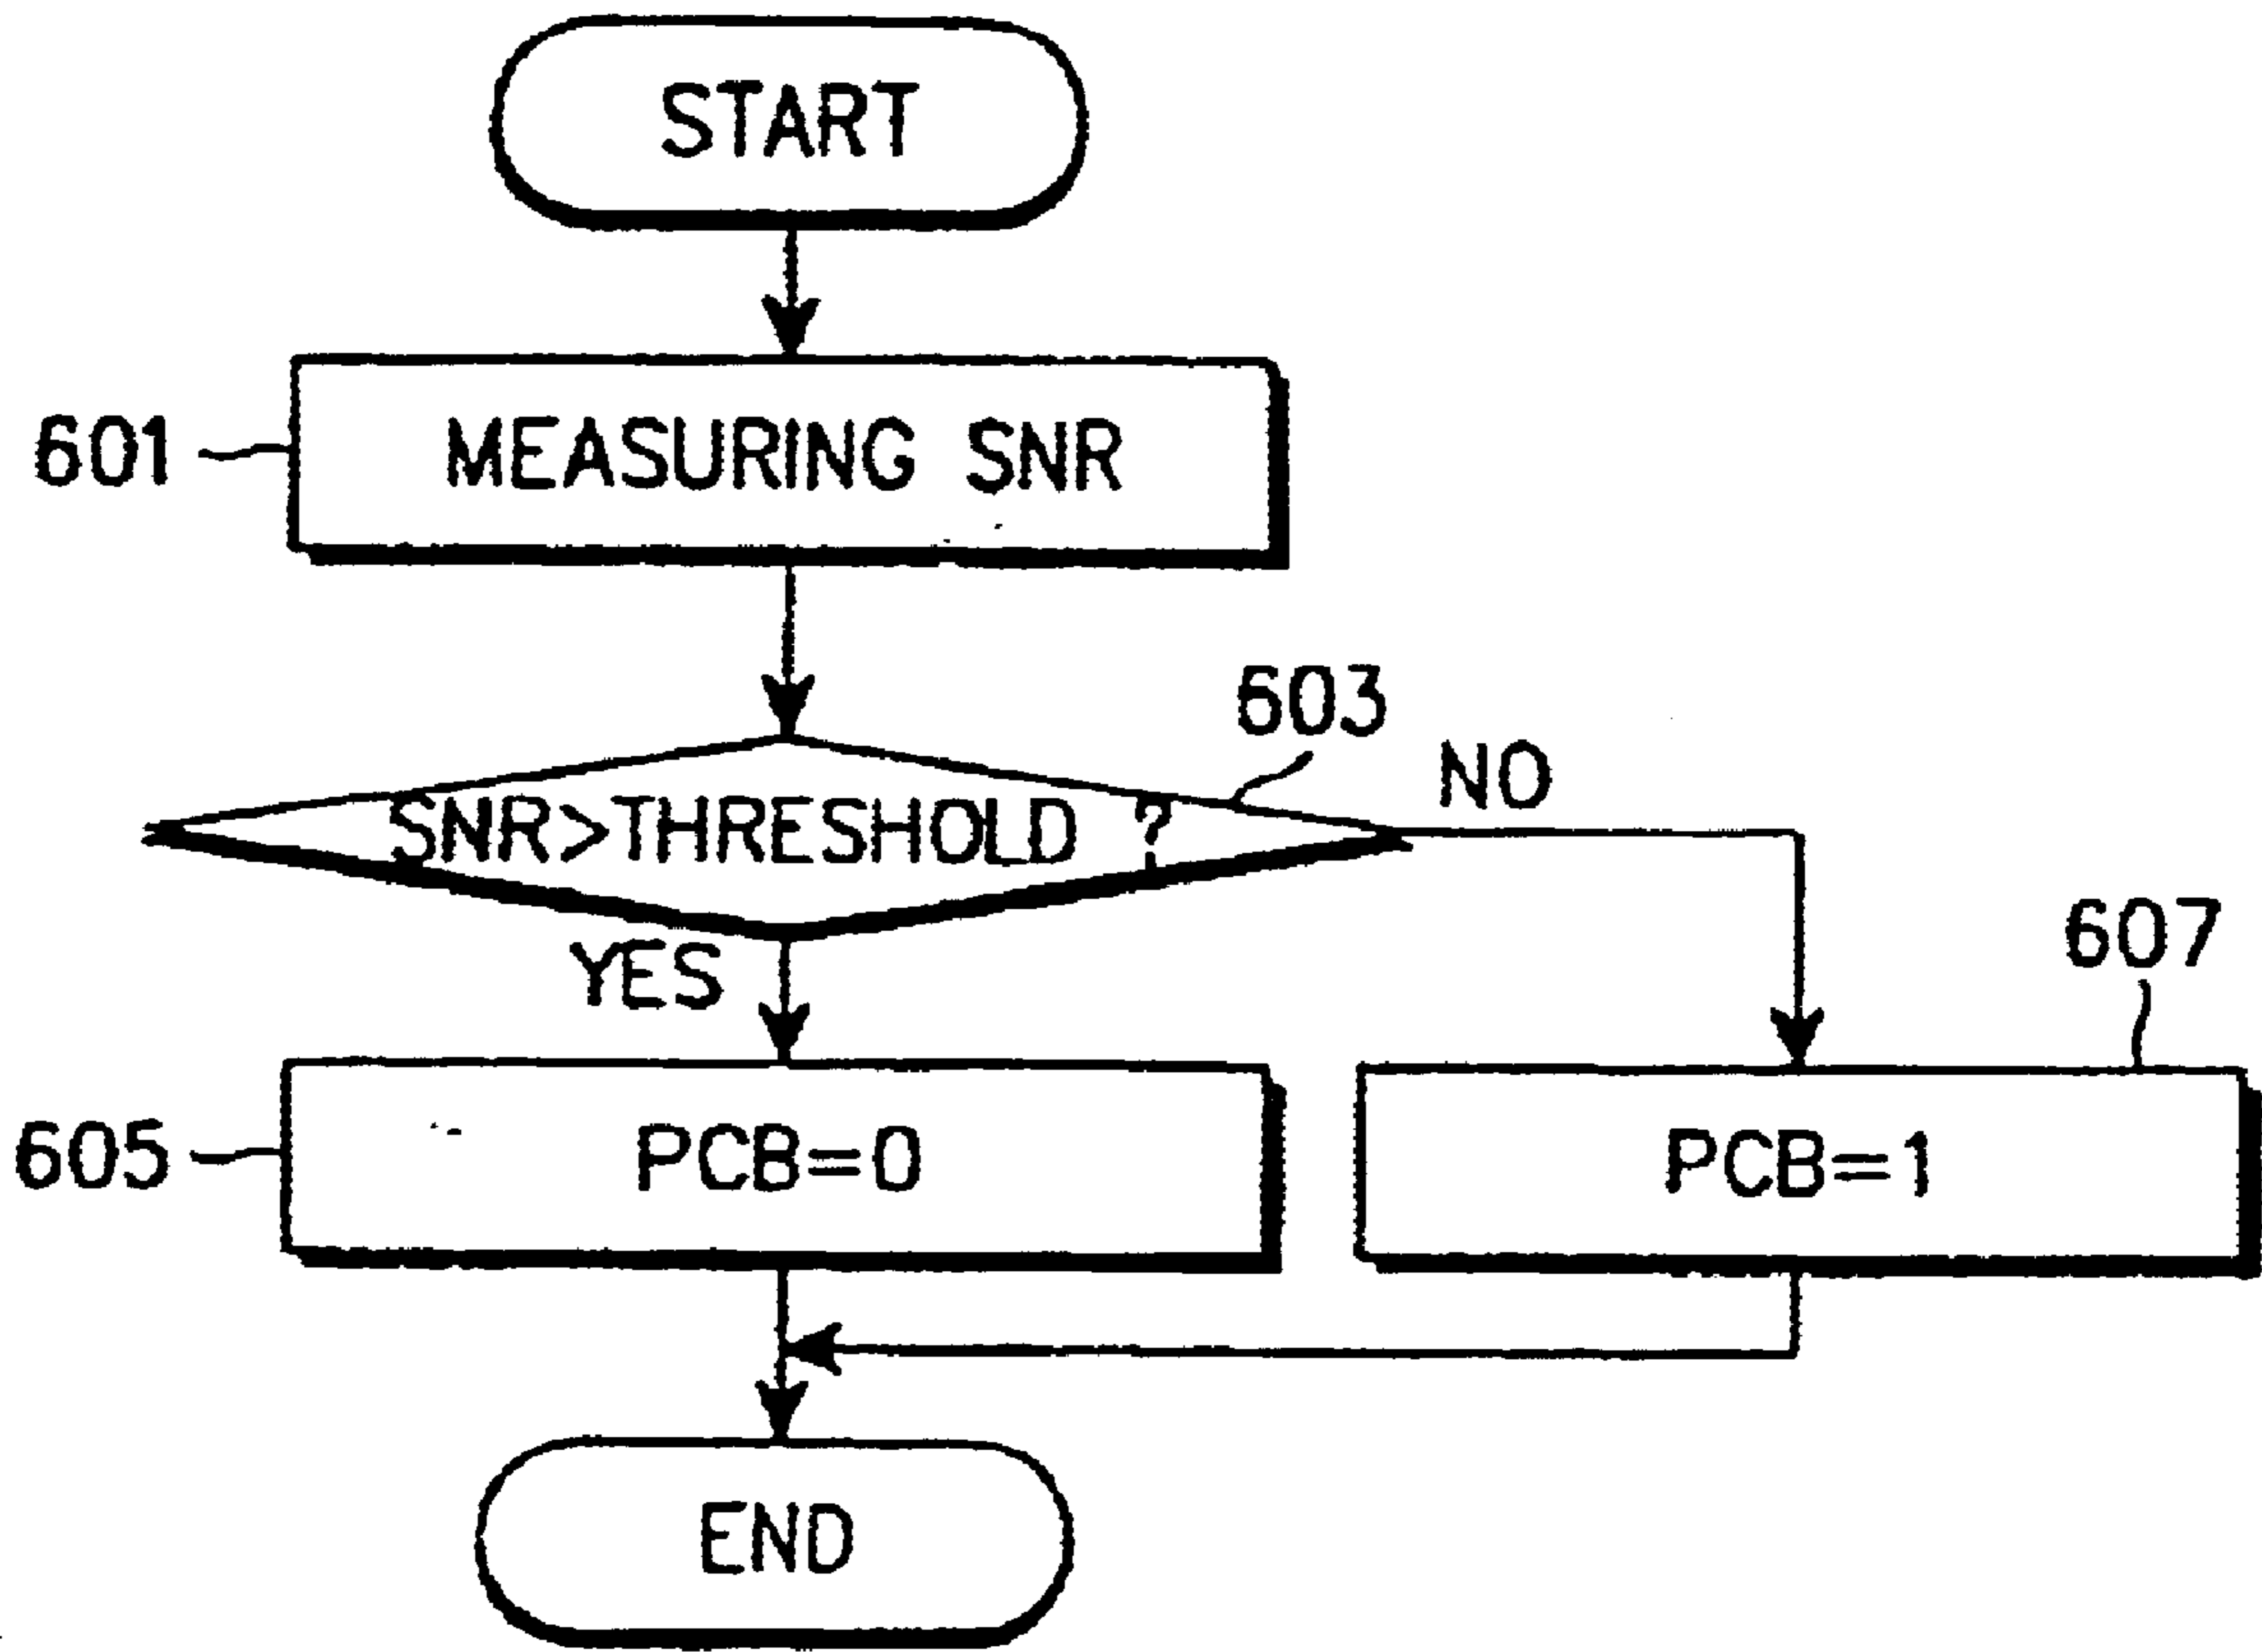 START
601
MEASURING SNR
603
SNR>THRESHOLD ?
NO
YES
607
605
PCB=0
PCB=1
END